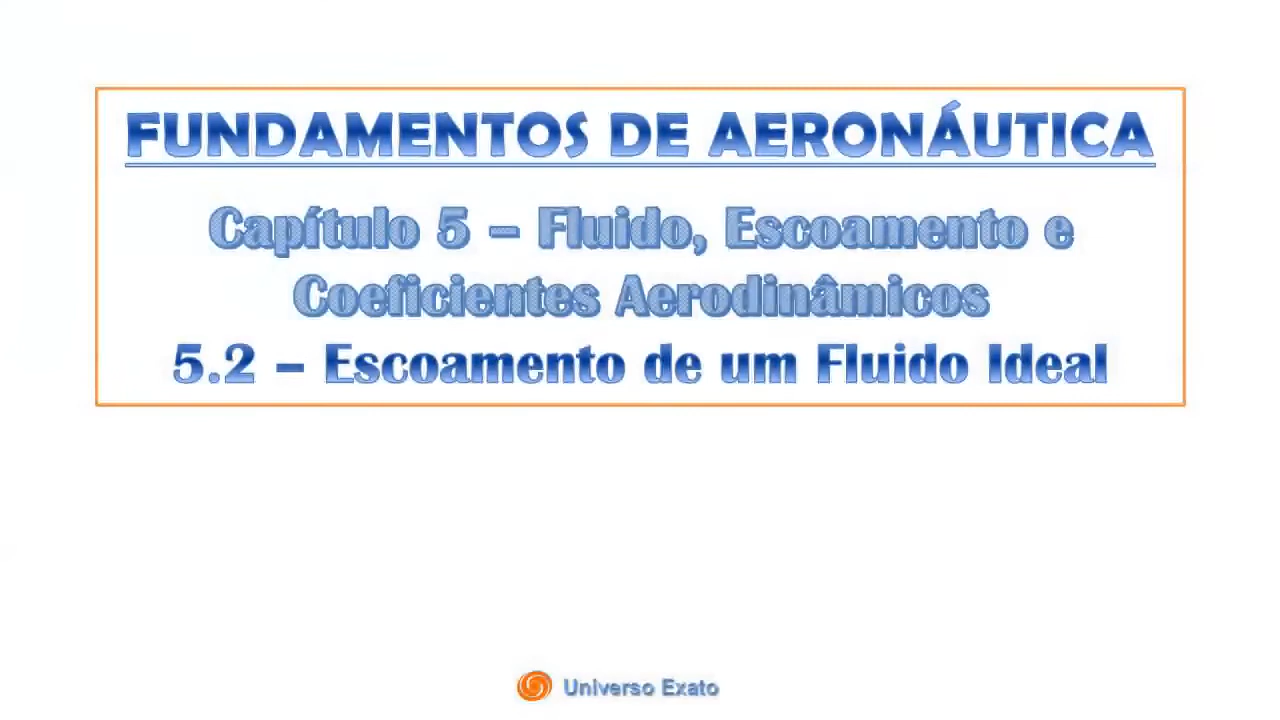 FUNDAMENTOS DE AERONÁUTICA
Capítulo 5 – Fluido, Escoamento e
Coeficientes Aerodinâmicos
5.2 – Escoamento de um Fluido Ideal
Universo Exato